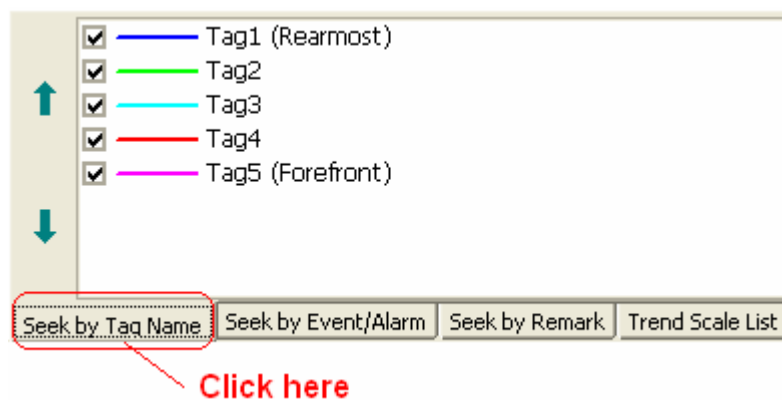 Tag1 (Rearmost)
Tag2
Tag3
Tag4
Tag5 (Forefront)
Seek by Tag Name Seek by Event/Alarm Seek by Remark Trend Scale List
Click here